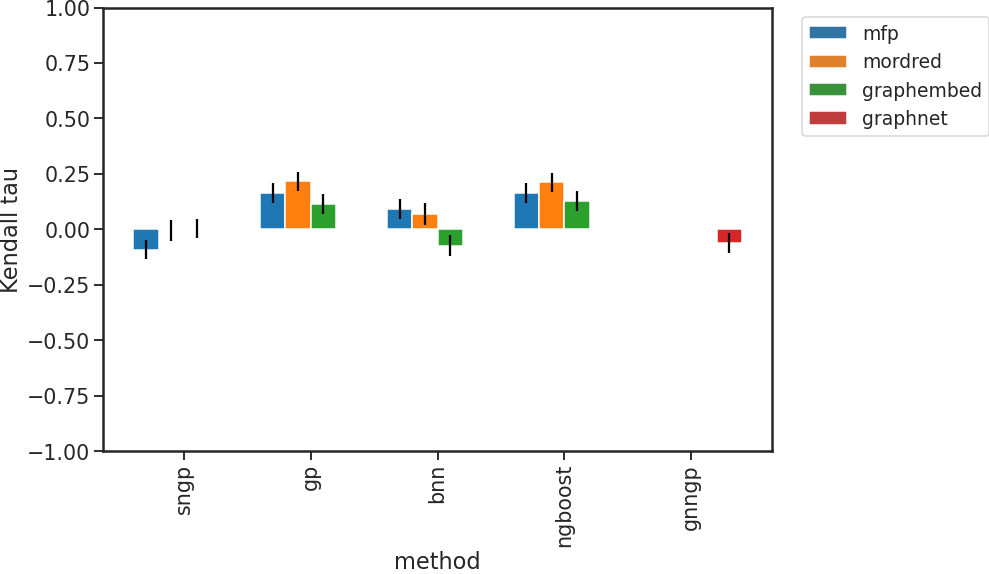 1.00
0.75
0.50
0.25
0.00
−0.25
−0.50
−0.75
−1.00
Kendall tau
sngp
gp
bnn
ngboost
gnngp
method
mfp
mordred
graphembed
graphnet